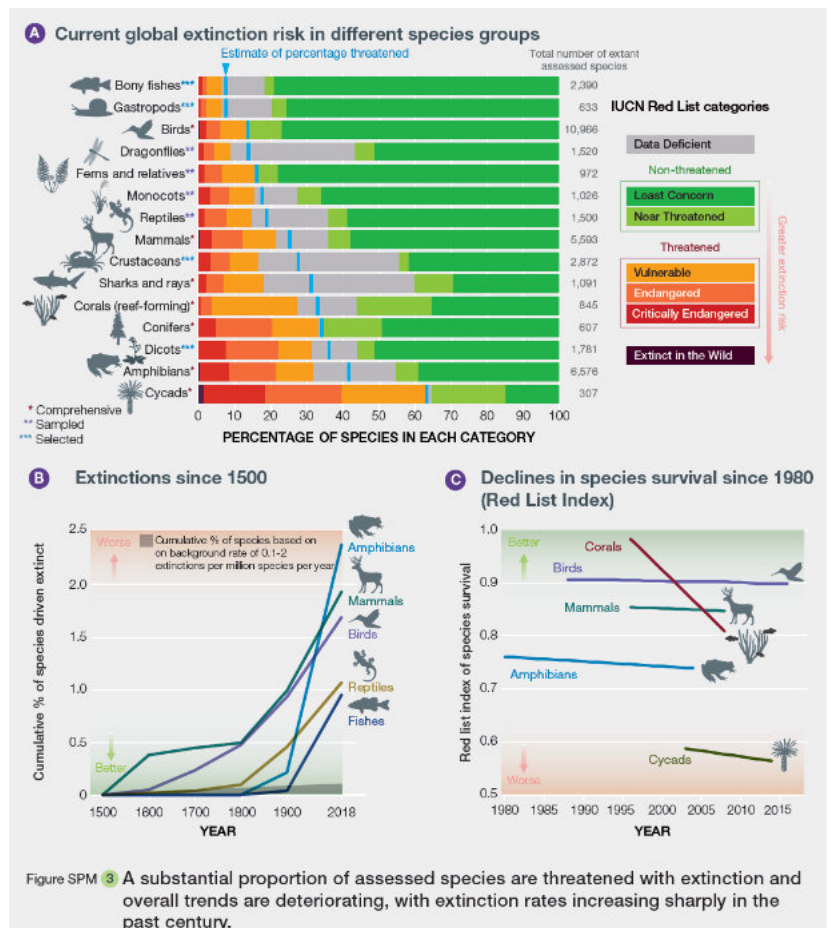 A Current global extinction risk in different species groups
Estimate of percentage threatened
Total number of extant
assessed species
Bony fishes*** 2,390
Gastropods*** 633
Birds* 10,966
Dragonflies** 1,520
Ferns and relatives** 972
Monocots** 1,026
Reptiles** 1,500
Mammals* 5,593
Crustaceans*** 2,872
Sharks and rays* 1,091
Corals (reef-forming)* 845
Conifers* 607
Dicots*** 1,781
Amphibians* 6,576
Cycads* 307
0 10 20 30 40 50 60 70 80 90 100
PERCENTAGE OF SPECIES IN EACH CATEGORY
* Comprehensive
** Sampled
*** Selected
IUCN Red List categories
Data Deficient
Non-threatened
Least Concern
Near Threatened
Threatened
Vulnerable
Endangered
Critically Endangered
Extinct in the Wild
Greater extinction risk
B Extinctions since 1500
2.5
2.0
1.5
1.0
0.5
0
Cumulative % of species driven extinct
Worse
Better
Cumulative % of species based on
on background rate of 0.1-2
extinctions per million species per year
Amphibians
Mammals
Birds
Reptiles
Fishes
1500 1600 1700 1800 1900 2018
YEAR
C Declines in species survival since 1980
(Red List Index)
1.0
0.9
0.8
0.7
0.6
0.5
Red list index of species survival
Better
Corals
Birds
Mammals
Amphibians
Cycads
Worse
1980 1985 1990 1995 2000 2005 2010 2015
YEAR
Figure SPM 3 A substantial proportion of assessed species are threatened with extinction and
overall trends are deteriorating, with extinction rates increasing sharply in the
past century.